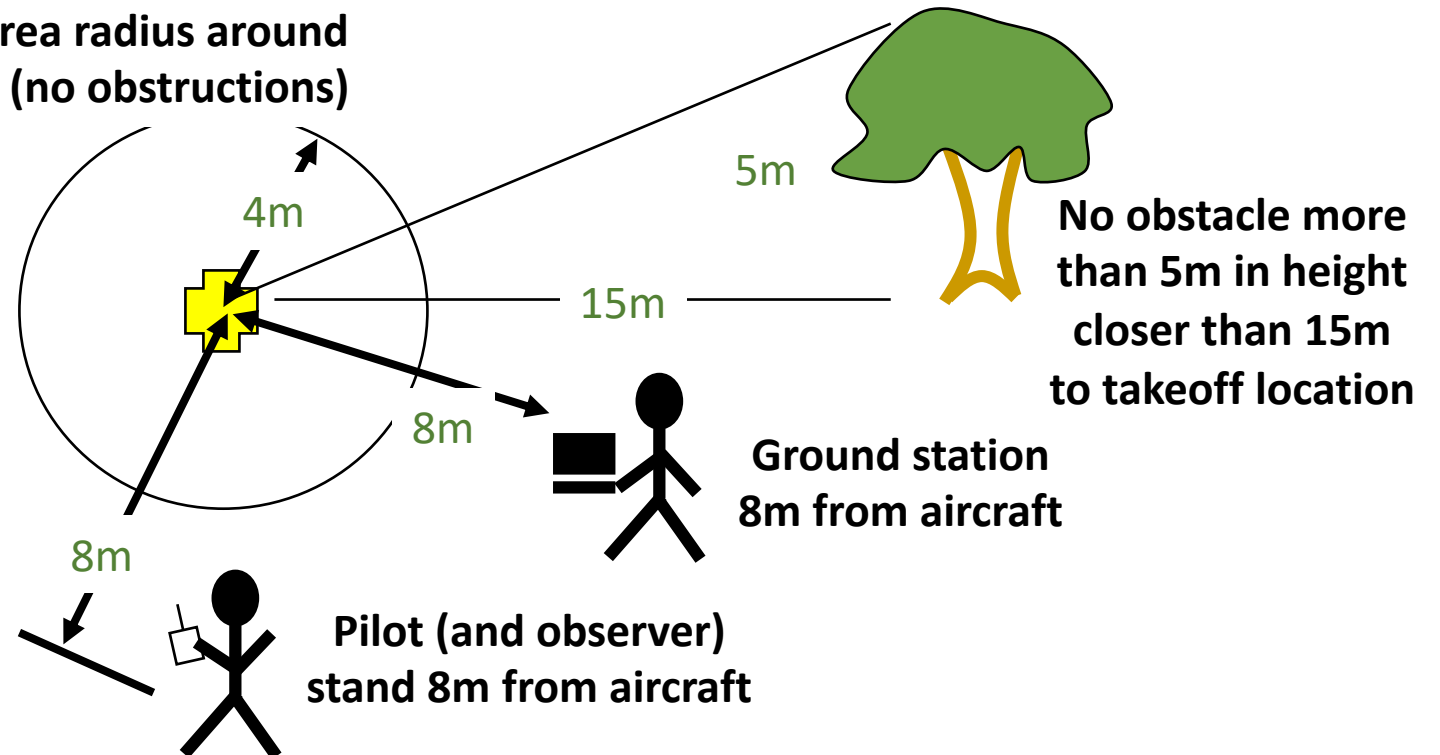 rea radius around
(no obstructions)
4m
5m
15m
No obstacle more
than 5m in height
closer than 15m
to takeoff location
8m
Ground station
8m from aircraft
8m
Pilot (and observer)
stand 8m from aircraft